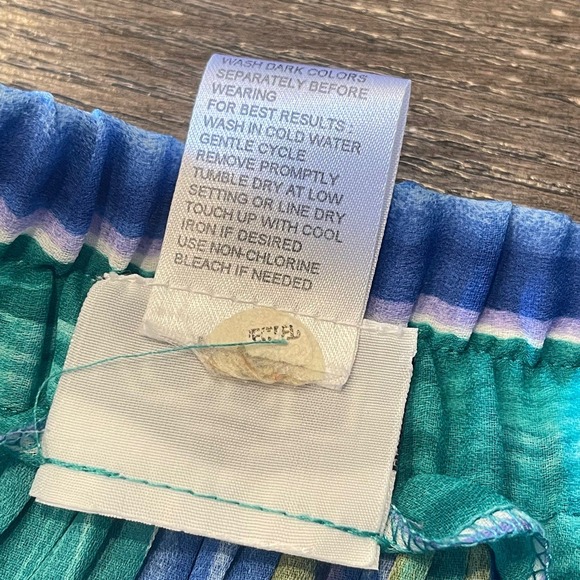 WASH DARK COLORS
SEPARATELY BEFORE
WEARING
FOR BEST RESULTS :
WASH IN COLD WATER
GENTLE CYCLE
REMOVE PROMPTLY
TUMBLE DRY AT LOW
SETTING OR LINE DRY
TOUCH UP WITH COOL
IRON IF DESIRED
USE NON-CHLORINE
BLEACH IF NEEDED